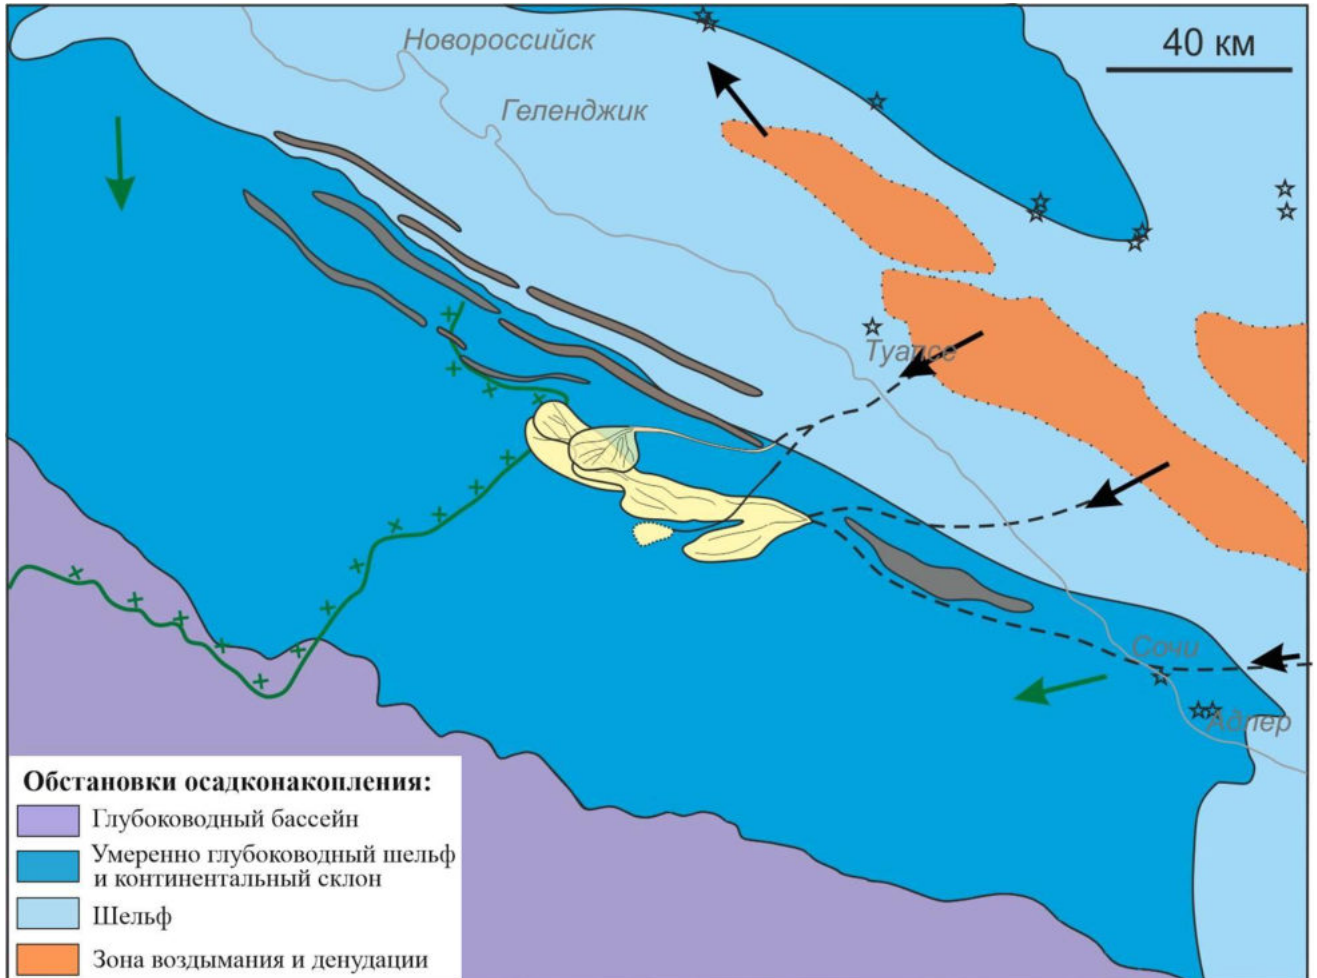 Новороссийск
40 км
Геленджик
Туапсе
Сочи
Адлер
Обстановки осадконакопления:
Глубоководный бассейн
Умеренно глубоководный шельф
и континентальный склон
Шельф
Зона воздымания и денудации